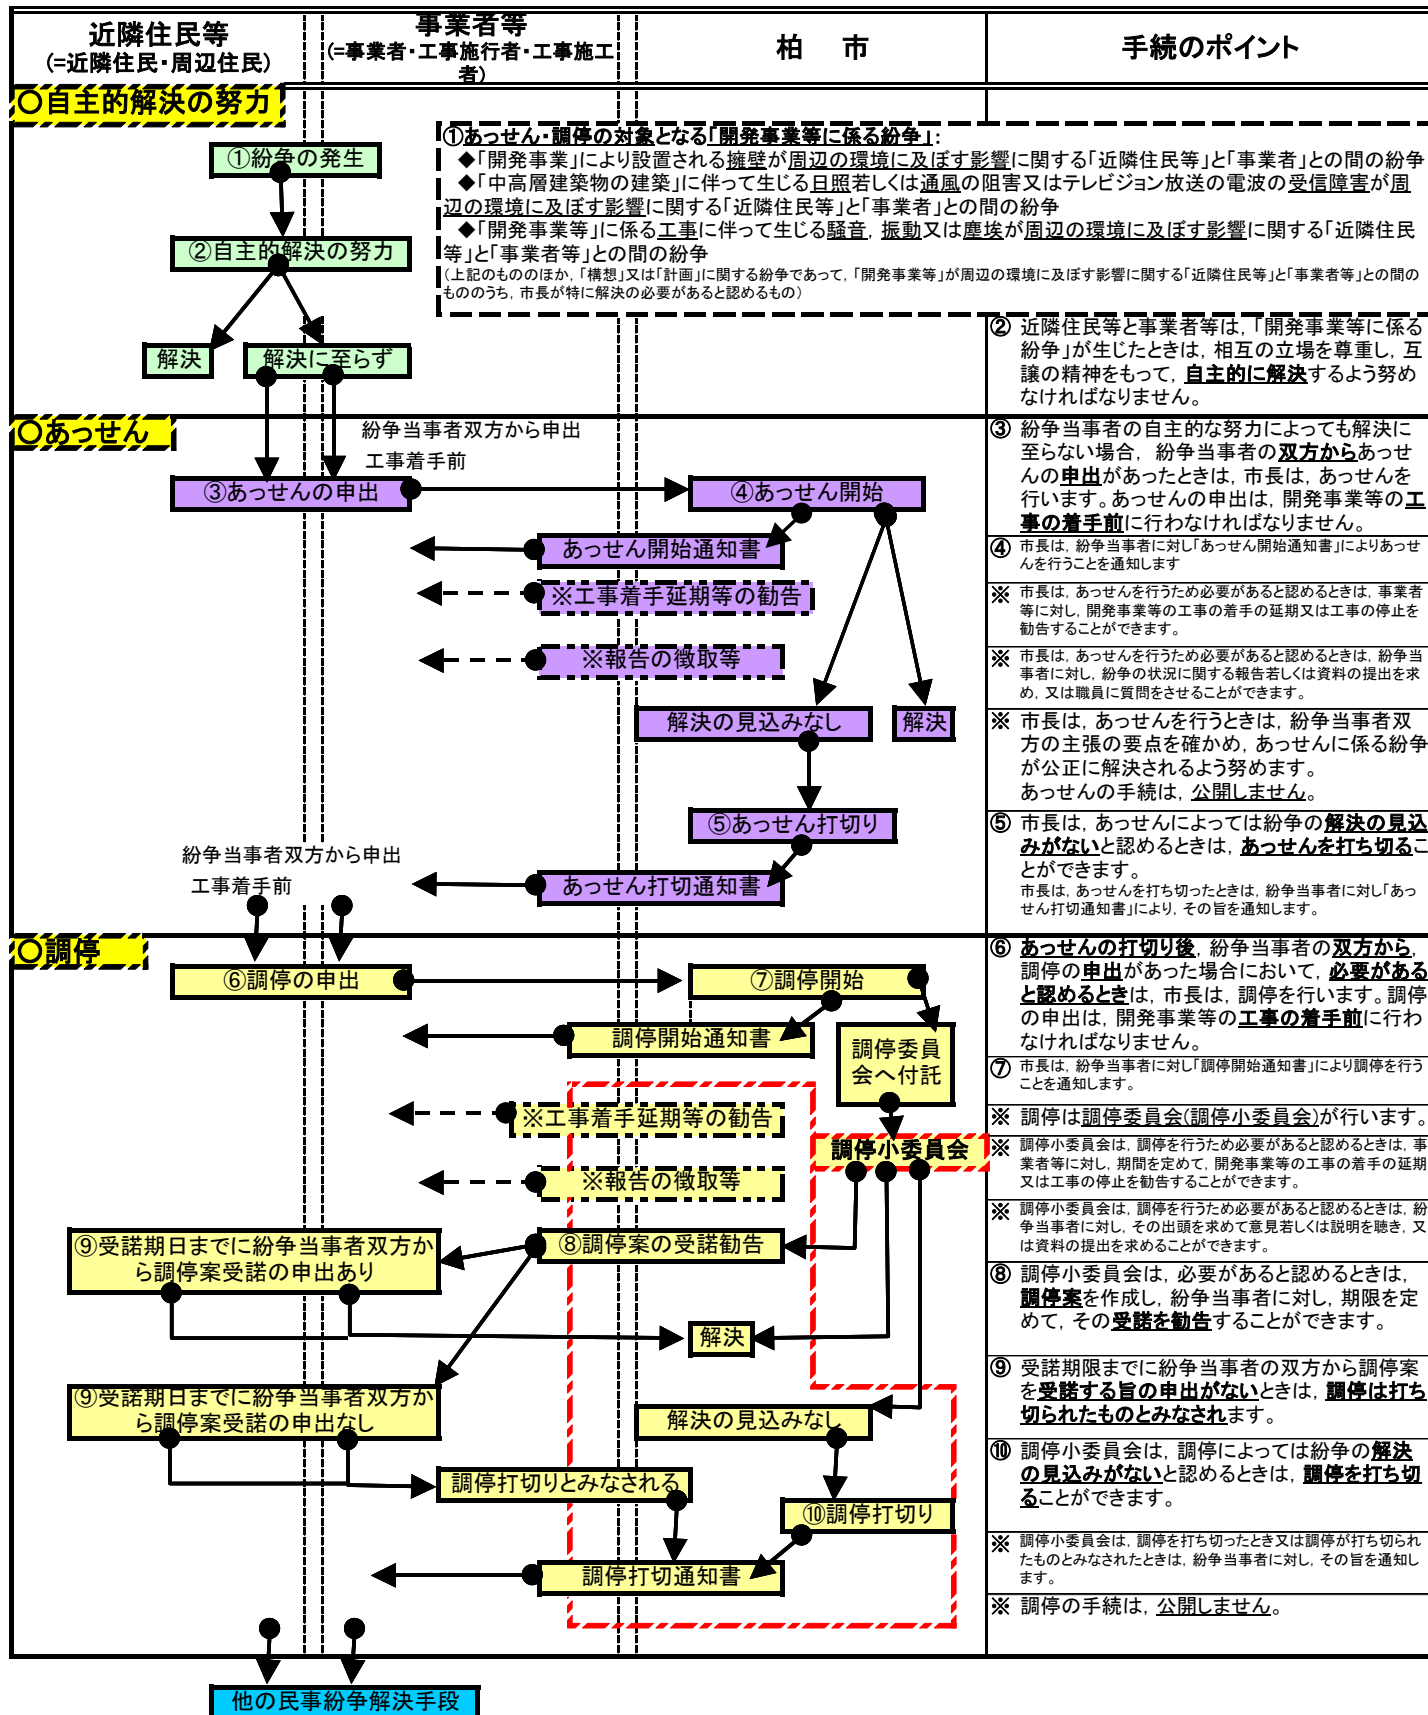 近隣住民等
(=近隣住民・周辺住民)
事業者等
(=事業者・工事施行者・工事施工
者)
柏　市
手続のポイント
○自主的解決の努力
①紛争の発生
②自主的解決の努力
解決
解決に至らず
①あっせん・調停の対象となる「開発事業等に係る紛争」:
◆「開発事業」により設置される擁壁が周辺の環境に及ぼす影響に関する「近隣住民等」と「事業者」との間の紛争
◆「中高層建築物の建築」に伴って生じる日照若しくは通風の阻害又はテレビジョン放送の電波の受信障害が周
辺の環境に及ぼす影響に関する「近隣住民等」と「事業者」との間の紛争
◆「開発事業等」に係る工事に伴って生じる騒音, 振動又は塵埃が周辺の環境に及ぼす影響に関する「近隣住民
等」と「事業者等」との間の紛争
(上記のもののほか, 「構想」又は「計画」に関する紛争であって, 「開発事業等」が周辺の環境に及ぼす影響に関する「近隣住民等」と「事業者等」との間の
もののうち, 市長が特に解決の必要があると認めるもの)
② 近隣住民等と事業者等は, 「開発事業等に係る
紛争」が生じたときは, 相互の立場を尊重し, 互
譲の精神をもって, 自主的に解決するよう努め
なければなりません。
○あっせん
紛争当事者双方から申出
工事着手前
③あっせんの申出
④あっせん開始
あっせん開始通知書
※工事着手延期等の勧告
※報告の徴取等
解決の見込みなし
解決
⑤あっせん打切り
あっせん打切通知書
紛争当事者双方から申出
工事着手前
③ 紛争当事者の自主的な努力によっても解決に
至らない場合, 紛争当事者の双方からあっせ
んの申出があったときは, 市長は, あっせんを
行います。あっせんの申出は, 開発事業等の工
事の着手前に行わなければなりません。
④ 市長は, 紛争当事者に対し「あっせん開始通知書」によりあっせ
んを行うことを通知します
※ 市長は, あっせんを行うため必要があると認めるときは, 事業者
等に対し, 開発事業等の工事の着手の延期又は工事の停止を
勧告することができます。
※ 市長は, あっせんを行うため必要があると認めるときは, 紛争当
事者に対し, 紛争の状況に関する報告若しくは資料の提出を求
め, 又は職員に質問をさせることができます。
※ 市長は, あっせんを行うときは, 紛争当事者双
方の主張の要点を確かめ, あっせんに係る紛争
が公正に解決されるよう努めます。
あっせんの手続は, 公開しません。
⑤ 市長は, あっせんによっては紛争の解決の見込
みがないと認めるときは, あっせんを打ち切るこ
とができます。
市長は, あっせんを打ち切ったときは, 紛争当事者に対し「あっ
せん打切通知書」により, その旨を通知します。
○調停
⑥調停の申出
⑦調停開始
調停開始通知書
調停委員
会へ付託
※工事着手延期等の勧告
調停小委員会
※報告の徴取等
⑧調停案の受諾勧告
⑨受諾期日までに紛争当事者双方か
ら調停案受諾の申出あり
解決
⑨受諾期日までに紛争当事者双方か
ら調停案受諾の申出なし
解決の見込みなし
調停打切りとみなされる
⑩調停打切り
調停打切通知書
⑥ あっせんの打切り後, 紛争当事者の双方から,
調停の申出があった場合において, 必要がある
と認めるときは, 市長は, 調停を行います。調停
の申出は, 開発事業等の工事の着手前に行わ
なければなりません。
⑦ 市長は, 紛争当事者に対し「調停開始通知書」により調停を行う
ことを通知します。
※ 調停は調停委員会(調停小委員会)が行います。
※ 調停小委員会は, 調停を行うため必要があると認めるときは, 事
業者等に対し, 期間を定めて, 開発事業等の工事の着手の延期
又は工事の停止を勧告することができます。
※ 調停小委員会は, 調停を行うため必要があると認めるときは, 紛
争当事者に対し, その出頭を求めて意見若しくは説明を聴き, 又
は資料の提出を求めることができます。
⑧ 調停小委員会は, 必要があると認めるときは,
調停案を作成し, 紛争当事者に対し, 期限を定
めて, その受諾を勧告することができます。
⑨ 受諾期限までに紛争当事者の双方から調停案
を受諾する旨の申出がないときは, 調停は打ち
切られたものとみなされます。
⑩ 調停小委員会は, 調停によっては紛争の解決
の見込みがないと認めるときは, 調停を打ち切
ることができます。
※ 調停小委員会は, 調停を打ち切ったとき又は調停が打ち切られ
たものとみなされたときは, 紛争当事者に対し, その旨を通知し
ます。
※ 調停の手続は, 公開しません。
他の民事紛争解決手段